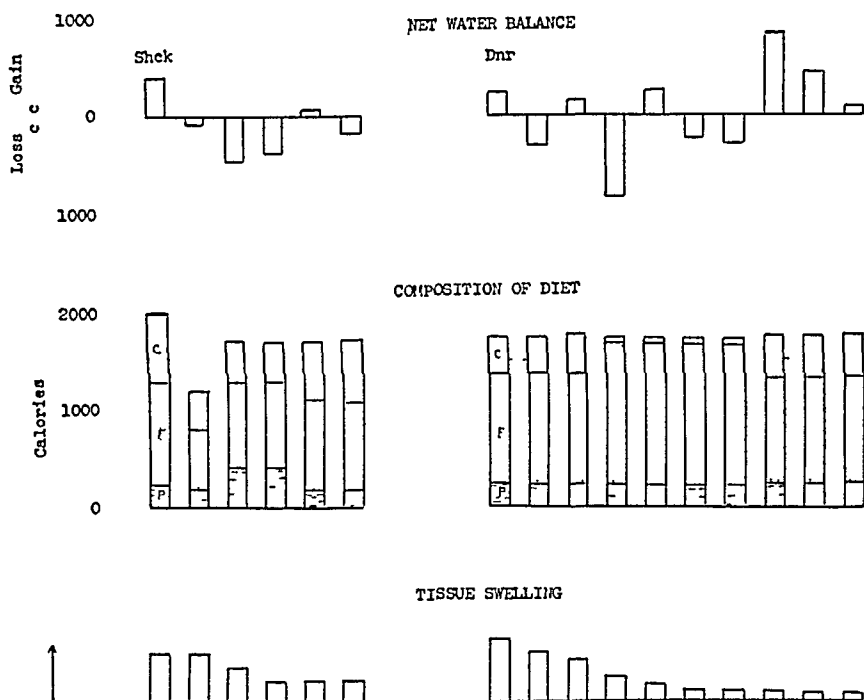 NET WATER BALANCE
1000
0
1000
Loss Gain
c c
Shck
Dnr
COMPOSITION OF DIET
2000
1000
0
Calories
C
F
P
C
F
P
TISSUE SWELLING